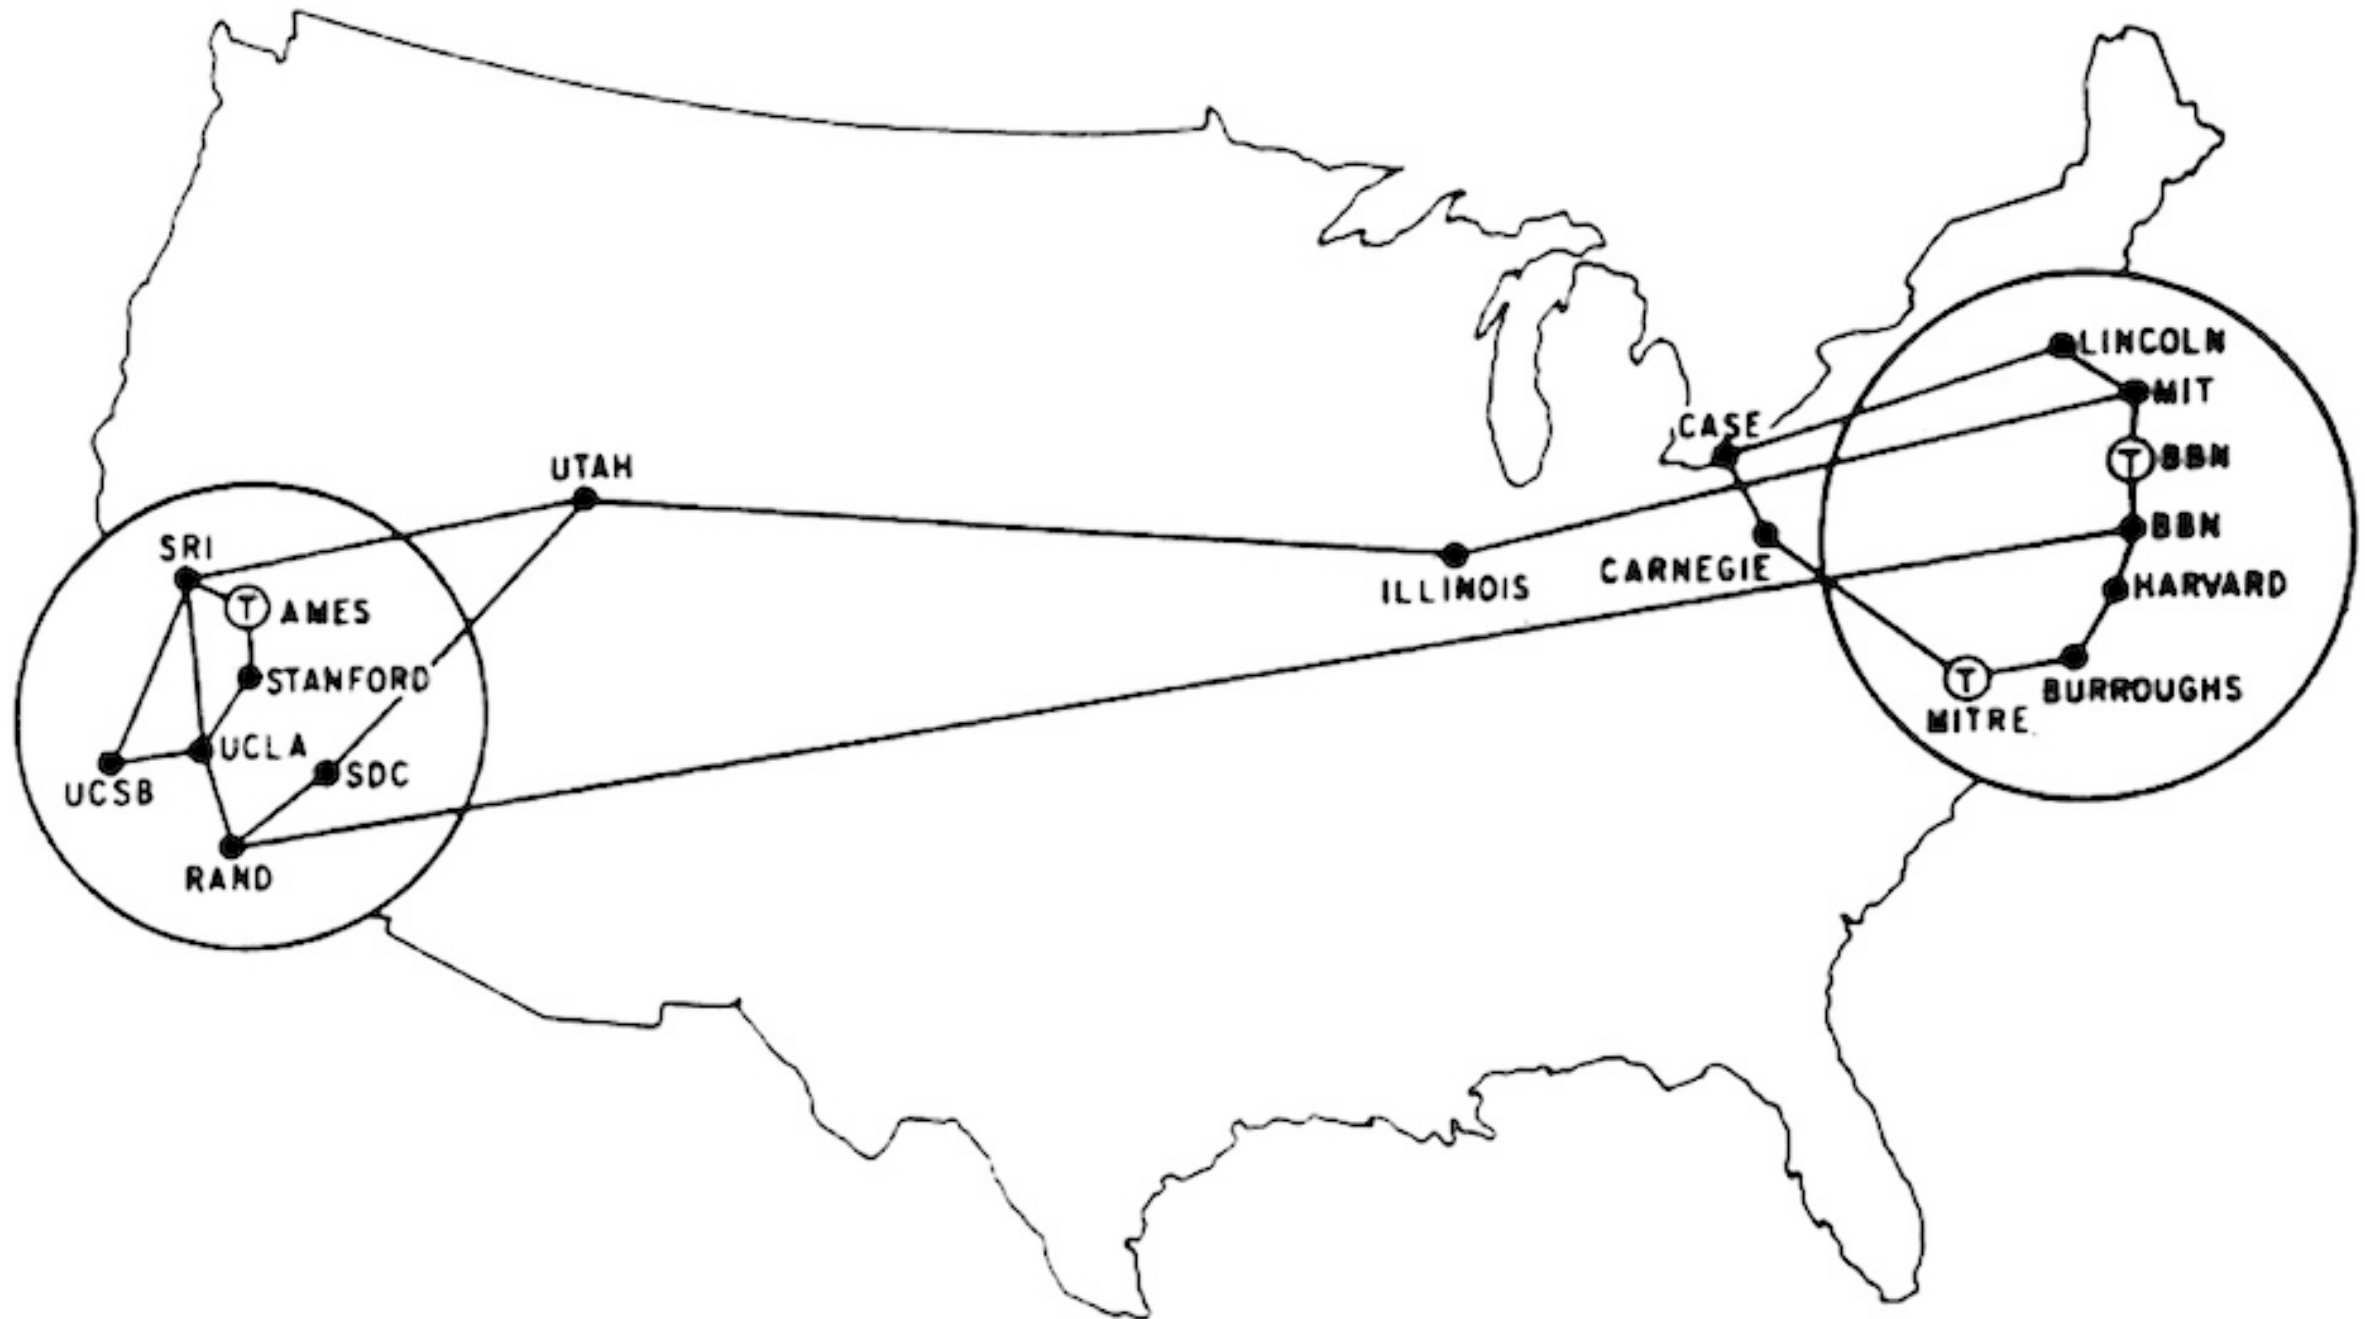 LINCOLN
MIT
T BBN
BBN
HARVARD
BURROUGHS
T
MITRE
CASE
CARNEGIE
ILLINOIS
UTAH
SRI
T AMES
STANFORD
UCLA
UCSB
SDC
RAND